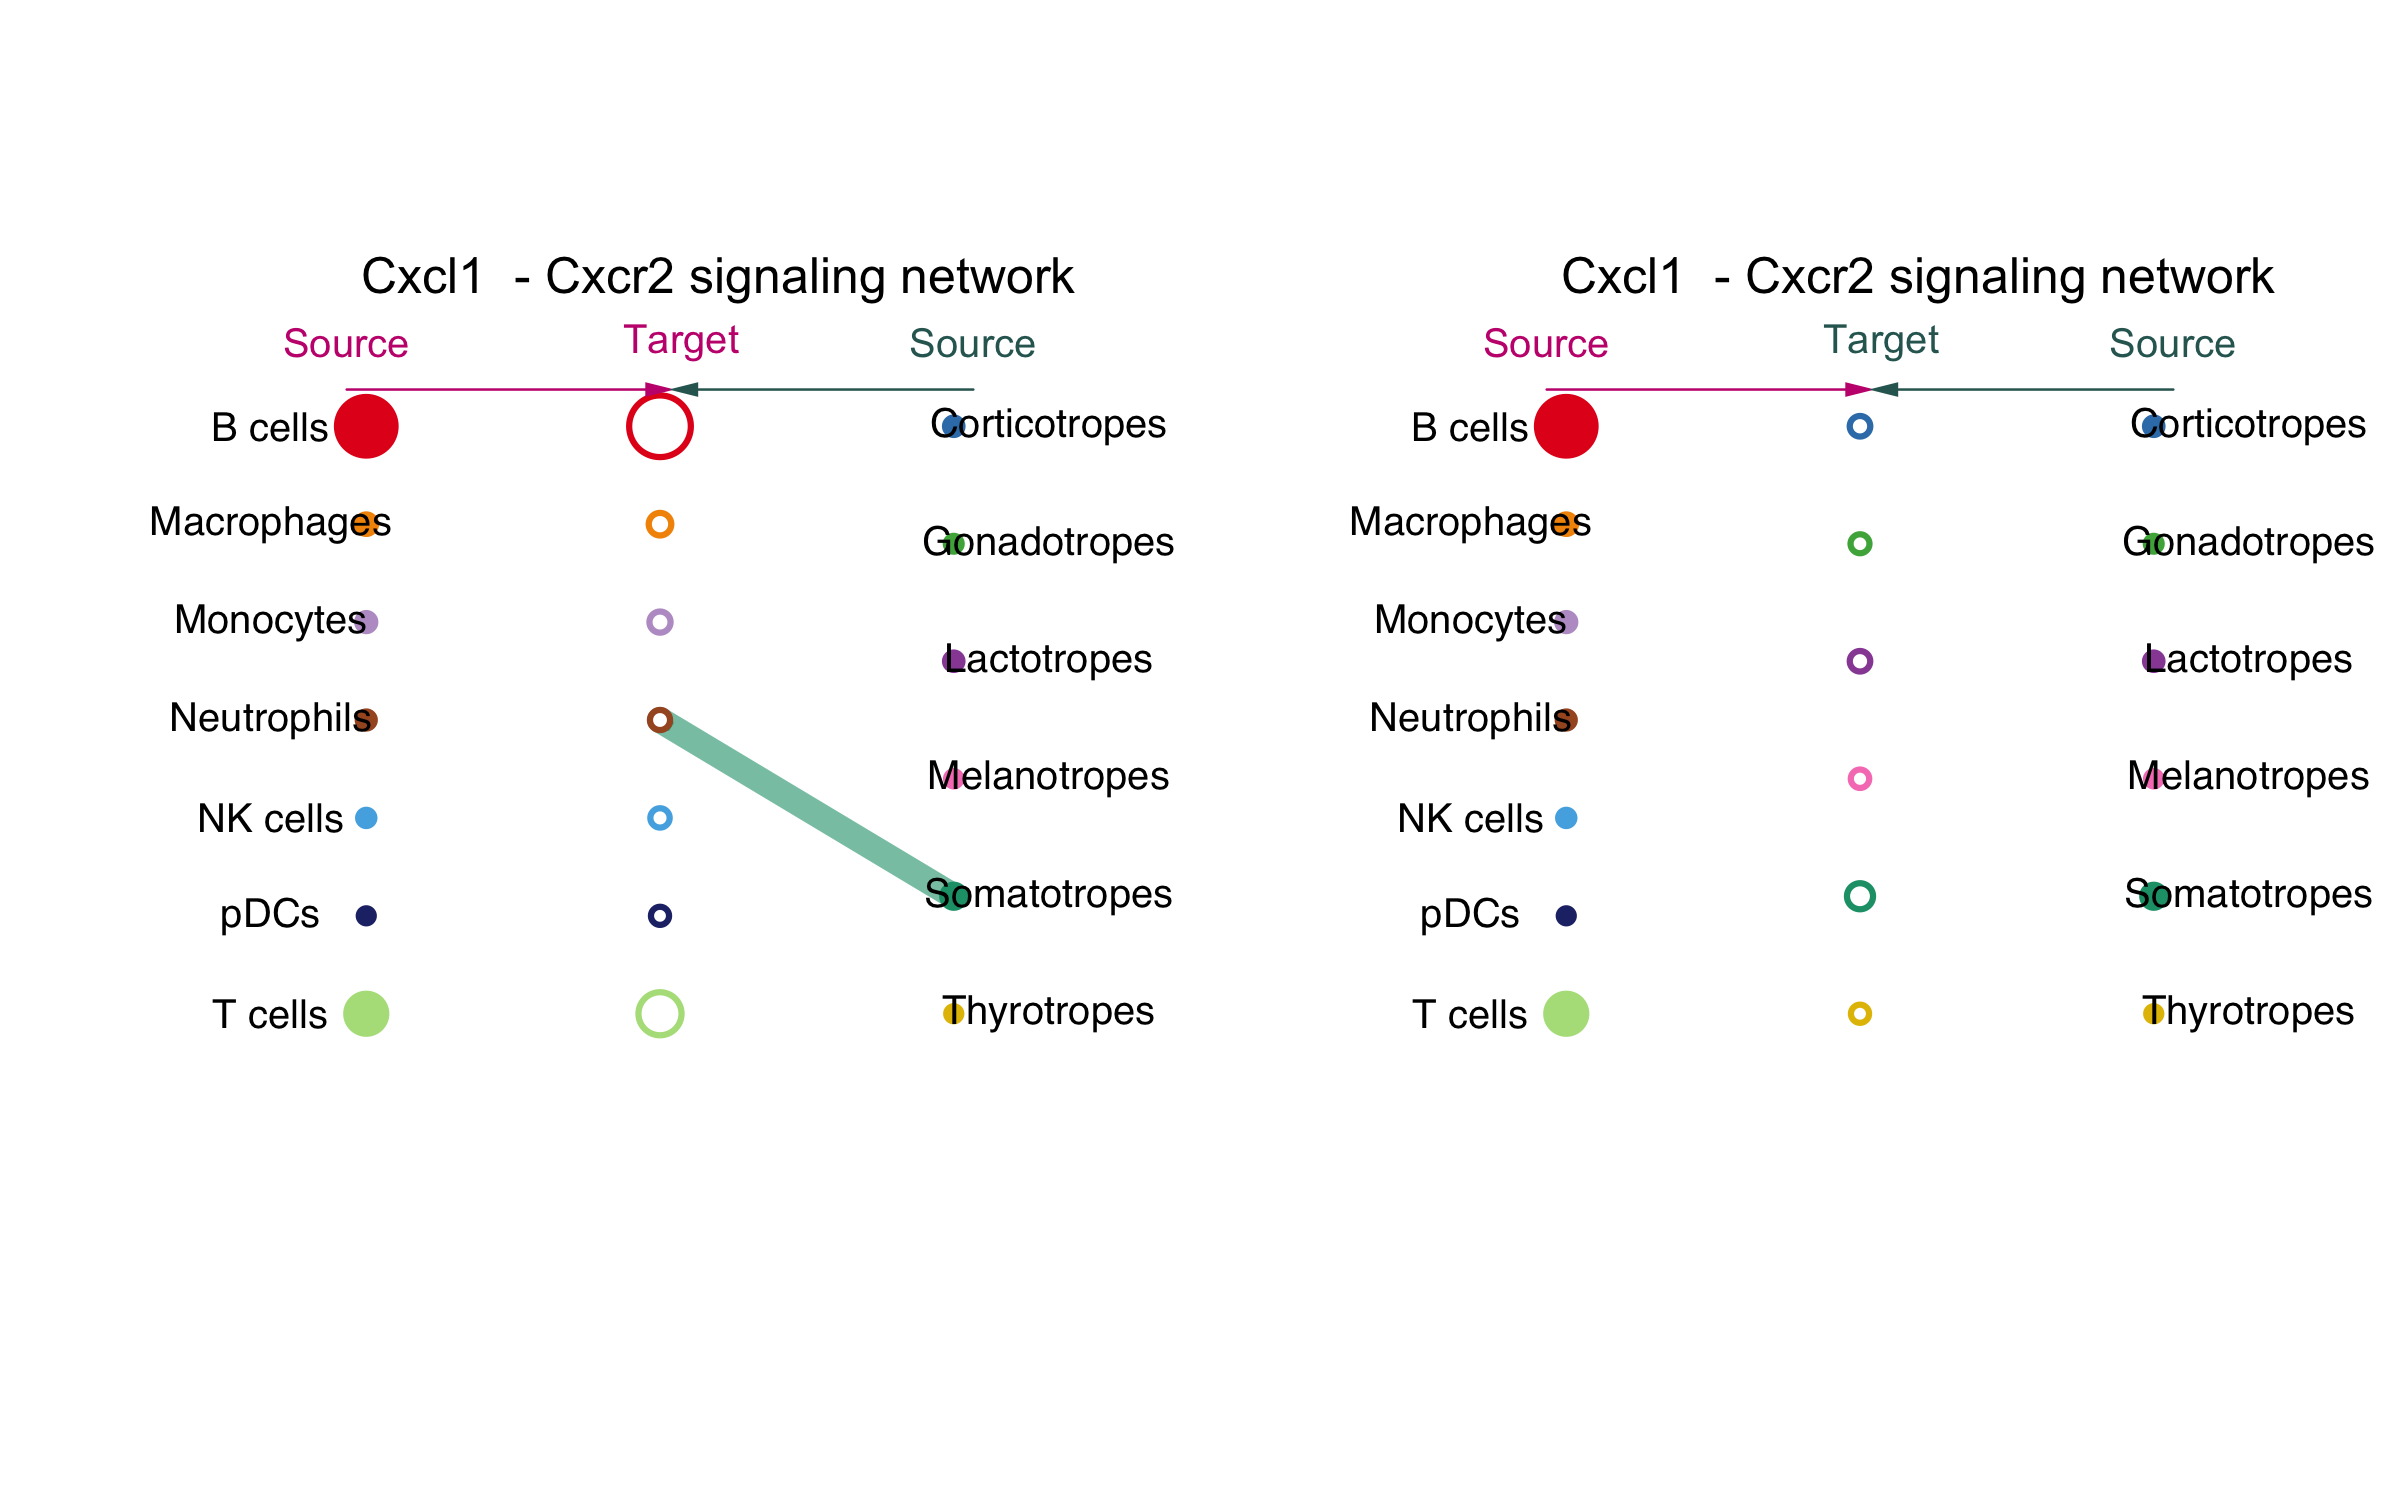 Cxcl1  - Cxcr2 signaling network
Source Target Source
B cells
Macrophages
Monocytes
Neutrophils
NK cells
pDCs
T cells
Corticotropes
Gonadotropes
Lactotropes
Melanotropes
Somatotropes
Thyrotropes
Cxcl1  - Cxcr2 signaling network
Source Target Source
B cells
Macrophages
Monocytes
Neutrophils
NK cells
pDCs
T cells
Corticotropes
Gonadotropes
Lactotropes
Melanotropes
Somatotropes
Thyrotropes